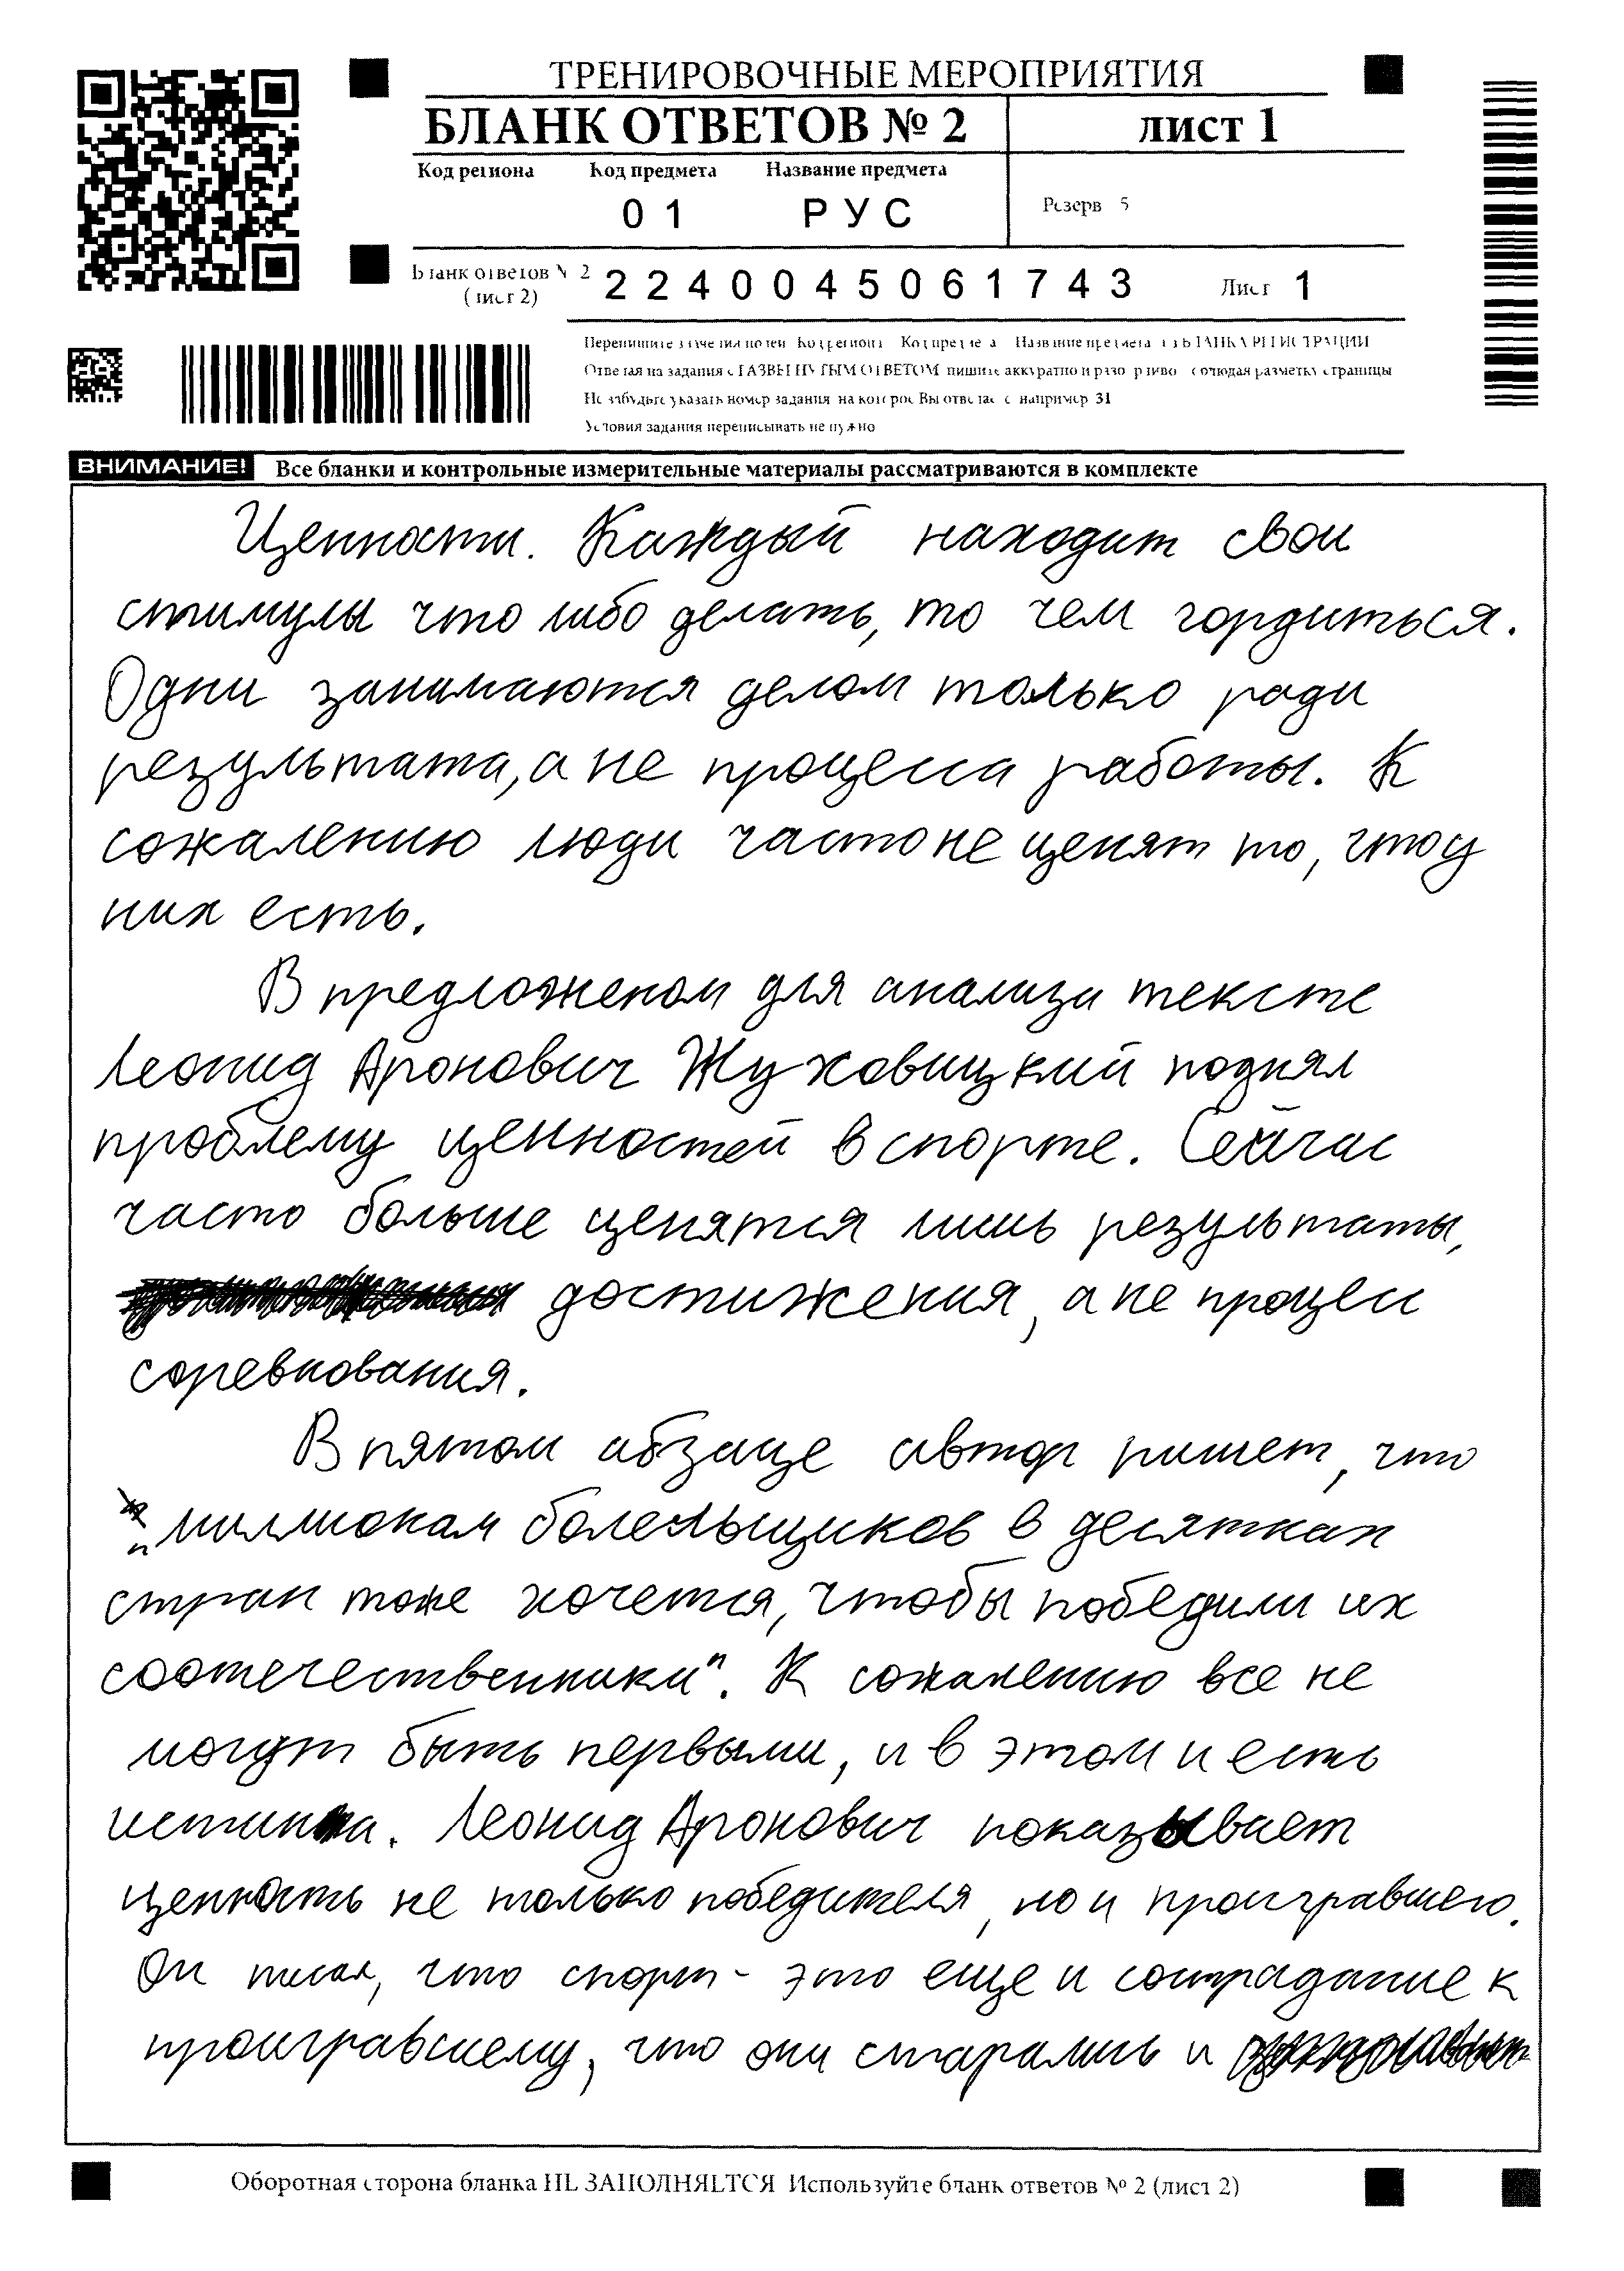 ТРЕНИРОВОЧНЫЕ МЕРОПРИЯТИЯ
БЛАНК ОТВЕТОВ № 2
ЛИСТ 1
Код региона Код предмета Название предмета
01 РУС
Резерв 5
Бланк ответов № 2
(лист 2)
2240045061743
Лист 1
Перепишите значения полей Код региона Код предмета Название предмета из БЛАНКА РЕГИСТРАЦИИ
Отвечая на задания с РАЗВЕРНУТЫМ ОТВЕТОМ пишите аккуратно и разборчиво соблюдая разметку страницы
Не забудьте указать номер задания на который Вы отвечаете например 31
Условия задания переписывать не нужно
ВНИМАНИЕ! Все бланки и контрольные измерительные материалы рассматриваются в комплекте
Ценности. Каждый находит свои
стимулы что либо делать, то чем гордиться.
Одни занимаются делом только ради
результата, а не процесса работы. К
сожалению люди часто не ценят то, что у
них есть.
В предложеном для анализа тексте
Леонид Аронович Жуховицкий поднял
проблему ценностей в спорте. Сейчас
часто больше ценятся лишь результаты,
достижения, а не процесс
соревнования.
В пятом абзаце автор пишет, что
„миллионам болельщиков в десятках
стран тоже хочется, чтобы победили их
соотечественники". К сожалению все не
могут быть первыми, и в этом и есть
истина. Леонид Аронович показывает
ценность не только победителя, но и проигравшего.
Он писал, что спорт - это еще и сострадание к
проигравшему, что они старались и
Оборотная сторона бланка НЕ ЗАПОЛНЯЕТСЯ Используйте бланк ответов № 2 (лист 2)